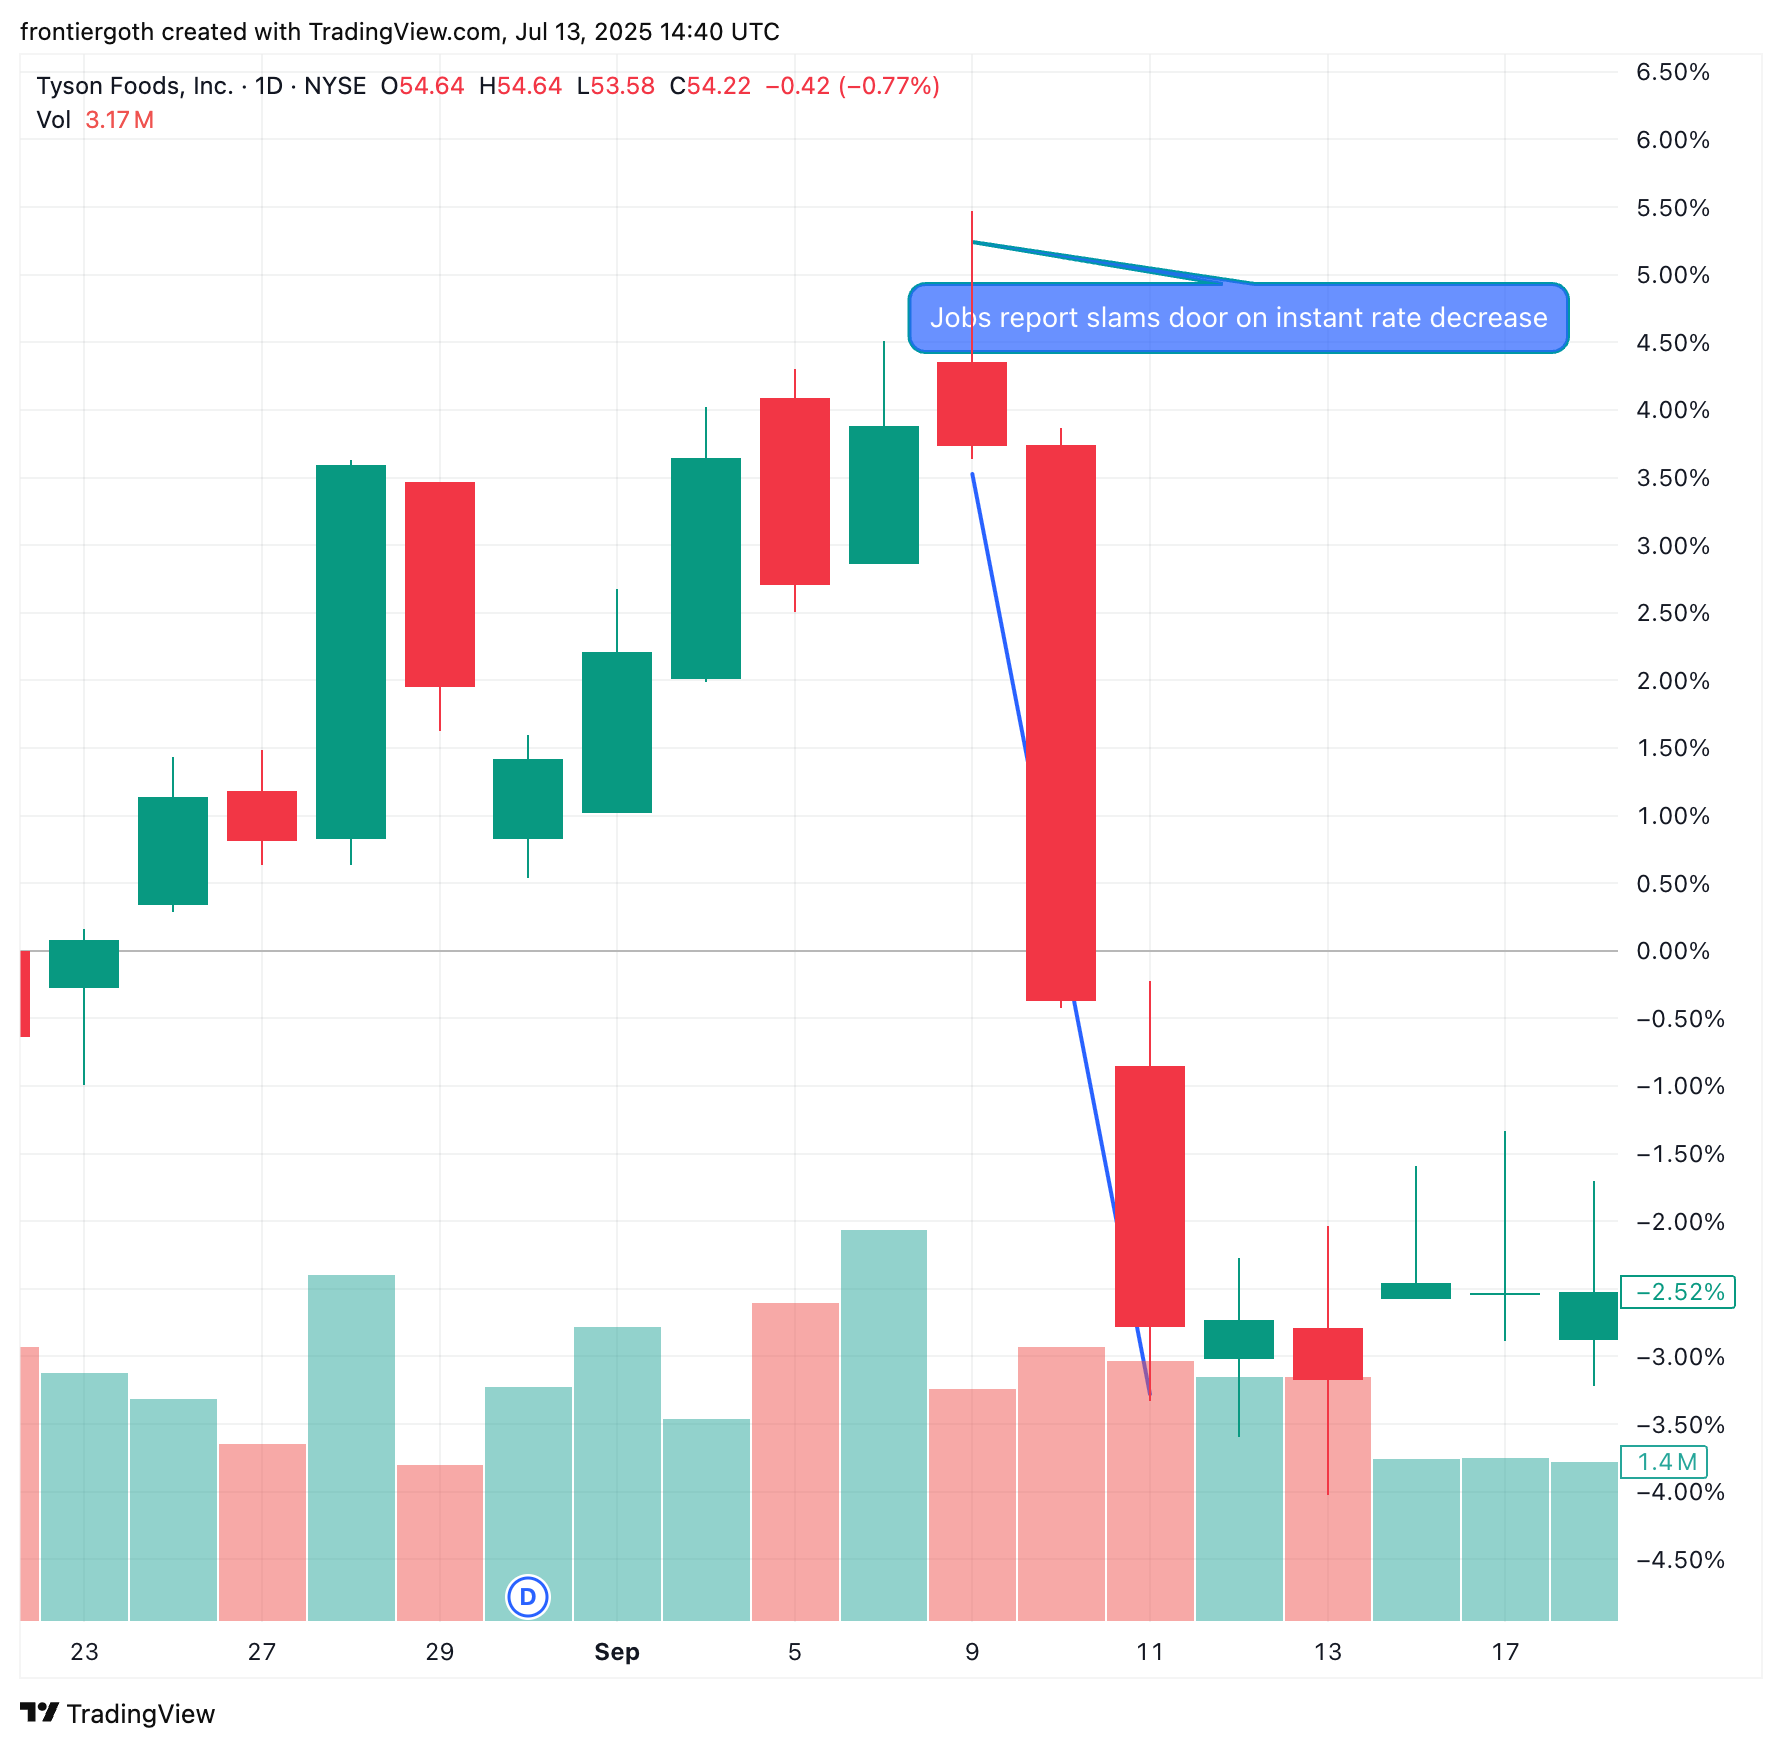 frontiergoth created with TradingView.com, Jul 13, 2025 14:40 UTC
Tyson Foods, Inc. · 1D · NYSE O54.64 H54.64 L53.58 C54.22 −0.42 (−0.77%)
Vol 3.17 M
6.50%
6.00%
5.50%
5.00%
Jobs report slams door on instant rate decrease
4.50%
4.00%
3.50%
3.00%
2.50%
2.00%
1.50%
1.00%
0.50%
0.00%
−0.50%
−1.00%
−1.50%
−2.00%
−2.52%
−3.00%
−3.50%
1.4 M
−4.00%
−4.50%
D
23 27 29 Sep 5 9 11 13 17
TradingView